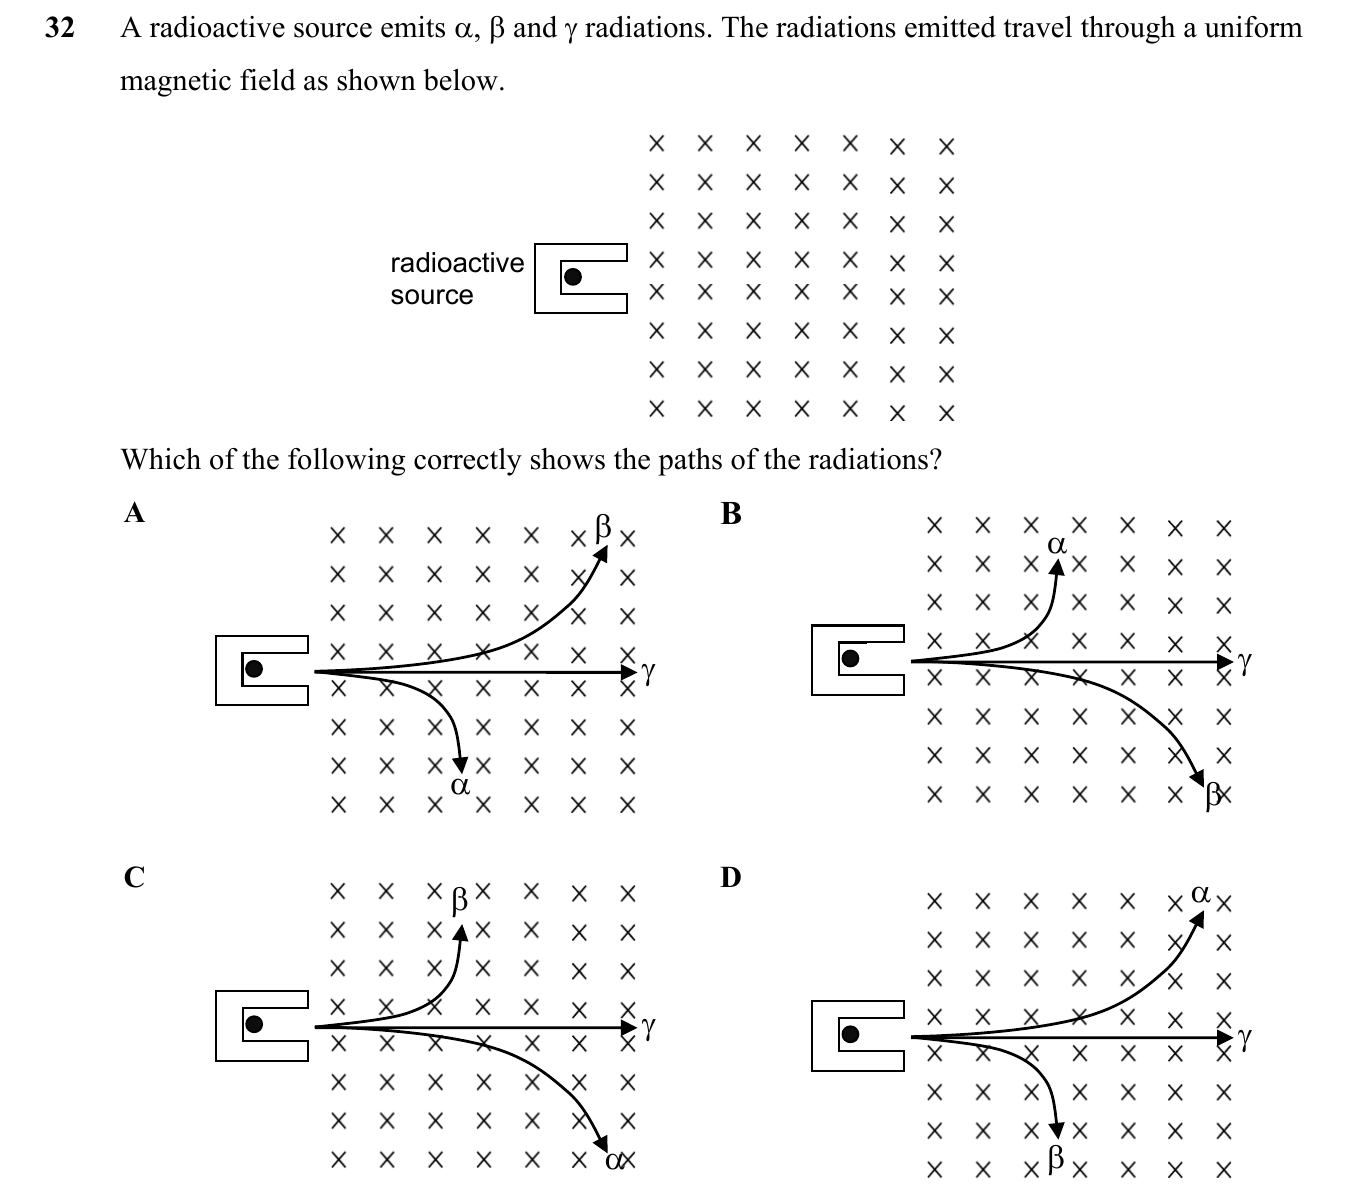 32 A radioactive source emits α, β and γ radiations. The radiations emitted travel through a uniform
magnetic field as shown below.
radioactive
source
Which of the following correctly shows the paths of the radiations?
A
β
γ
α
B
α
γ
β
C
β
γ
α
D
α
γ
β